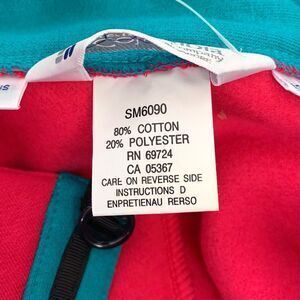 SM6090
80% COTTON
20% POLYESTER
RN 69724
CA 05367
CARE ON REVERSE SIDE
INSTRUCTIONS D
ENPRETIENAU RERSO